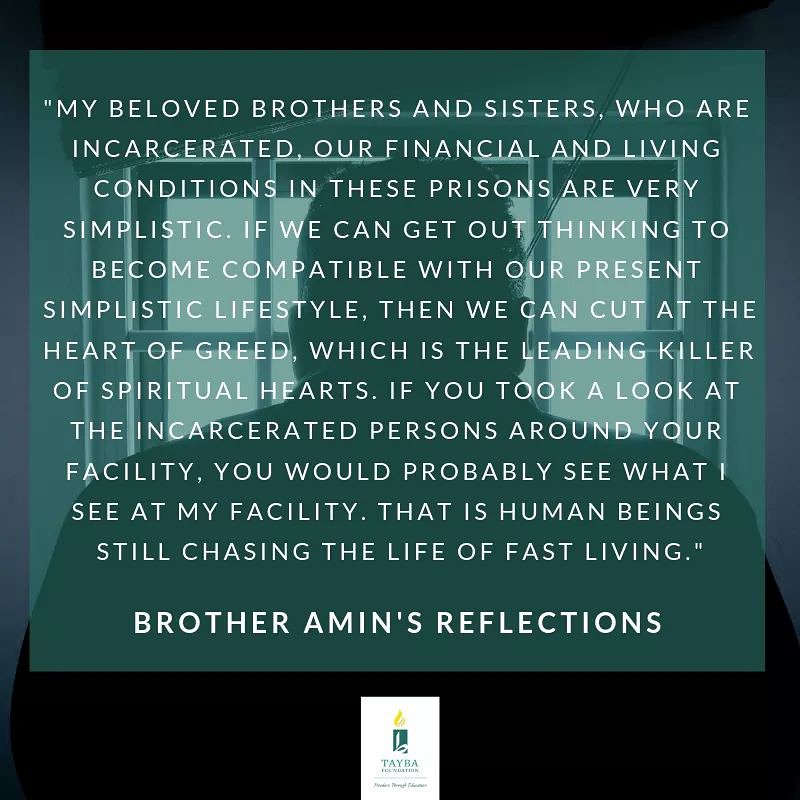 "MY BELOVED BROTHERS AND SISTERS, WHO ARE
INCARCERATED, OUR FINANCIAL AND LIVING
CONDITIONS IN THESE PRISONS ARE VERY
SIMPLISTIC. IF WE CAN GET OUT THINKING TO
BECOME COMPATIBLE WITH OUR PRESENT
SIMPLISTIC LIFESTYLE, THEN WE CAN CUT AT THE
HEART OF GREED, WHICH IS THE LEADING KILLER
OF SPIRITUAL HEARTS. IF YOU TOOK A LOOK AT
THE INCARCERATED PERSONS AROUND YOUR
FACILITY, YOU WOULD PROBABLY SEE WHAT I
SEE AT MY FACILITY. THAT IS HUMAN BEINGS
STILL CHASING THE LIFE OF FAST LIVING."
BROTHER AMIN'S REFLECTIONS
TAYBA
FOUNDATION
Freedom Through Education